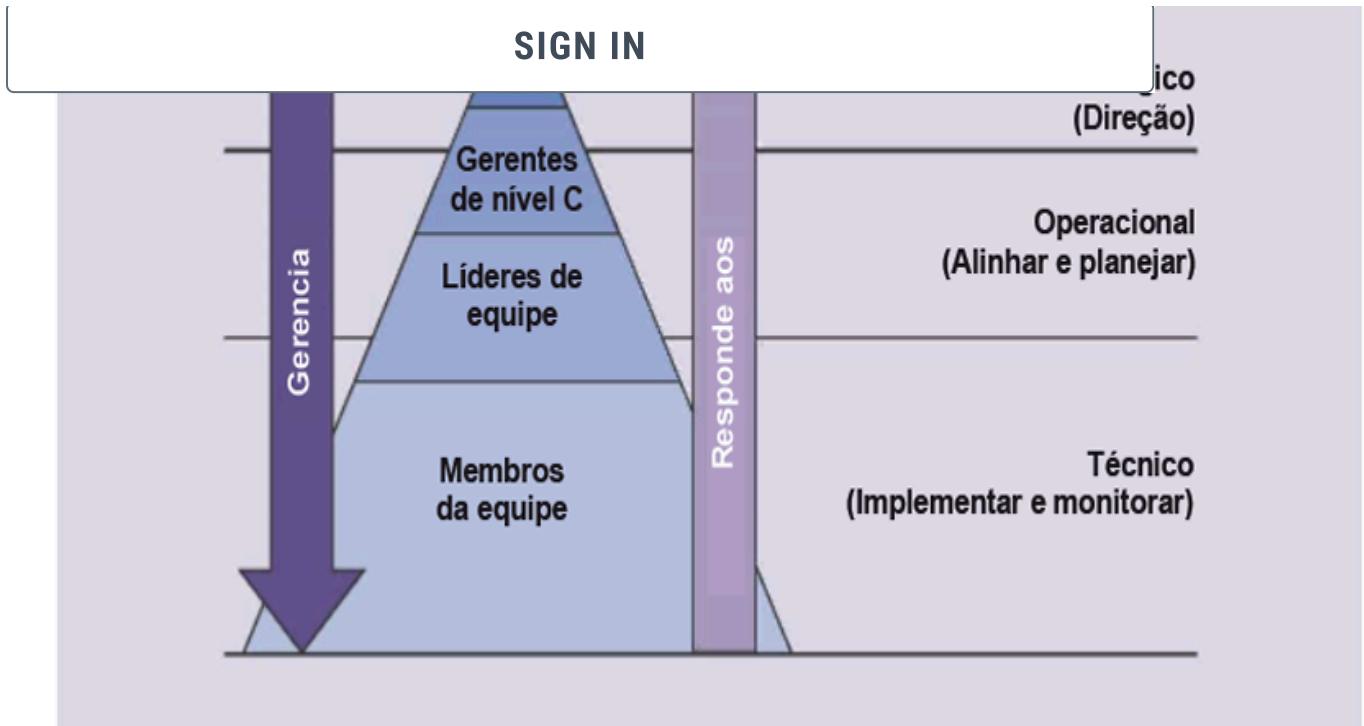 SIGN IN
gico
(Direção)
Gerentes
de nível C
Operacional
(Alinhar e planejar)
Líderes de
equipe
Gerencia
Responde aos
Membros
da equipe
Técnico
(Implementar e monitorar)